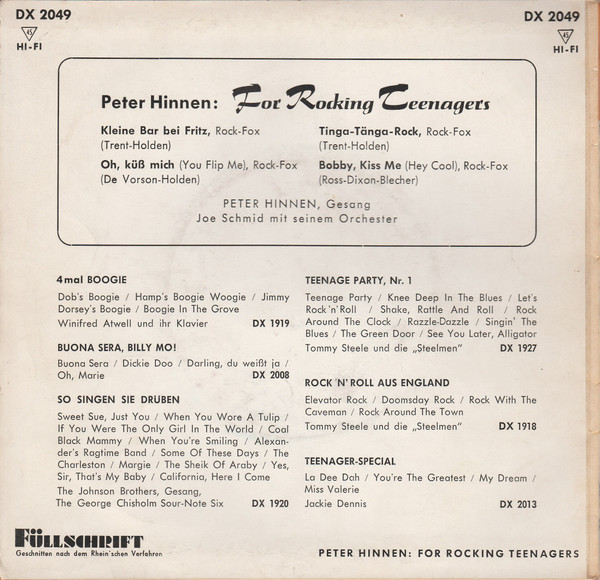 DX 2049
45
HI-FI
DX 2049
45
HI-FI
Peter Hinnen: For Rocking Teenagers
Kleine Bar bei Fritz, Rock-Fox
(Trent-Holden)
Oh, küß mich (You Flip Me), Rock-Fox
(De Vorson-Holden)
Tinga-Tänga-Rock, Rock-Fox
(Trent-Holden)
Bobby, Kiss Me (Hey Cool), Rock-Fox
(Ross-Dixon-Blecher)
PETER HINNEN, Gesang
Joe Schmid mit seinem Orchester
4mal BOOGIE
Dob's Boogie / Hamp's Boogie Woogie / Jimmy
Dorsey's Boogie / Boogie In The Grove
Winifred Atwell und ihr Klavier DX 1919
BUONA SERA, BILLY MO!
Buona Sera / Dickie Doo / Darling, du weißt ja /
Oh, Marie DX 2008
SO SINGEN SIE DRUBEN
Sweet Sue, Just You / When You Wore A Tulip /
If You Were The Only Girl In The World / Coal
Black Mammy / When You're Smiling / Alexan-
der's Ragtime Band / Some Of These Days / The
Charleston / Margie / The Sheik Of Araby / Yes,
Sir, That's My Baby / California, Here I Come
The Johnson Brothers, Gesang,
The George Chisholm Sour-Note Six DX 1920
TEENAGE PARTY, Nr. 1
Teenage Party / Knee Deep In The Blues / Let's
Rock'n'Roll / Shake, Rattle And Roll / Rock
Around The Clock / Razzle-Dazzle / Singin' The
Blues / The Green Door / See You Later, Alligator
Tommy Steele und die „Steelmen" DX 1927
ROCK 'N' ROLL AUS ENGLAND
Elevator Rock / Doomsday Rock / Rock With The
Caveman / Rock Around The Town
Tommy Steele und die „Steelmen" DX 1918
TEENAGER-SPECIAL
La Dee Dah / You're The Greatest / My Dream /
Miss Valerie
Jackie Dennis DX 2013
FÜLLSCHRIFT
Geschnitten nach dem Rhein'schen Verfahren
PETER HINNEN: FOR ROCKING TEENAGERS